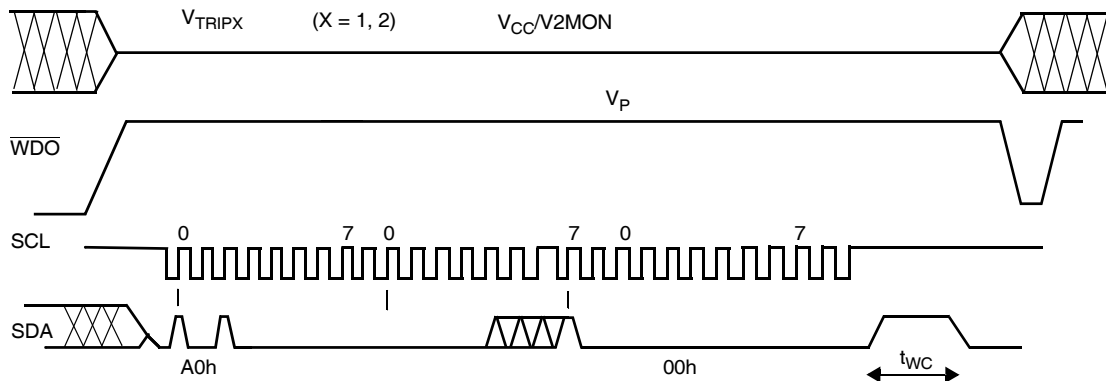 V_TRIPX (X = 1, 2) V_CC/V2MON
V_P
WDO
SCL 0 7 0 7 0 7
SDA
A0h 00h t_WC